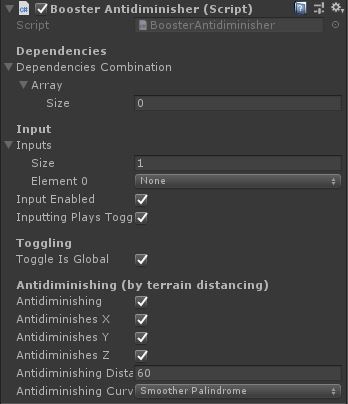 Booster Antidiminisher (Script)
Script BoosterAntidiminisher
Dependencies
Dependencies Combination
Array
Size 0
Input
Inputs
Size 1
Element 0 None
Input Enabled
Inputting Plays Togg
Toggling
Toggle Is Global
Antidiminishing (by terrain distancing)
Antidiminishing
Antidiminishes X
Antidiminishes Y
Antidiminishes Z
Antidiminishing Dista 60
Antidiminishing Curv Smoother Palindrome